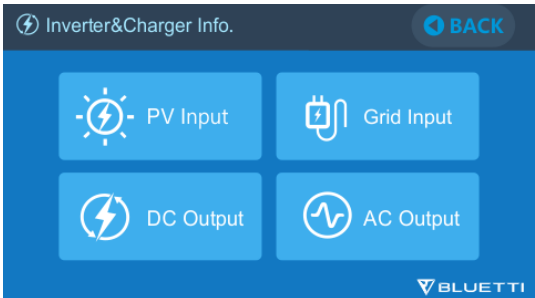 Inverter&Charger Info.
BACK
PV Input
Grid Input
DC Output
AC Output
BLUETTI